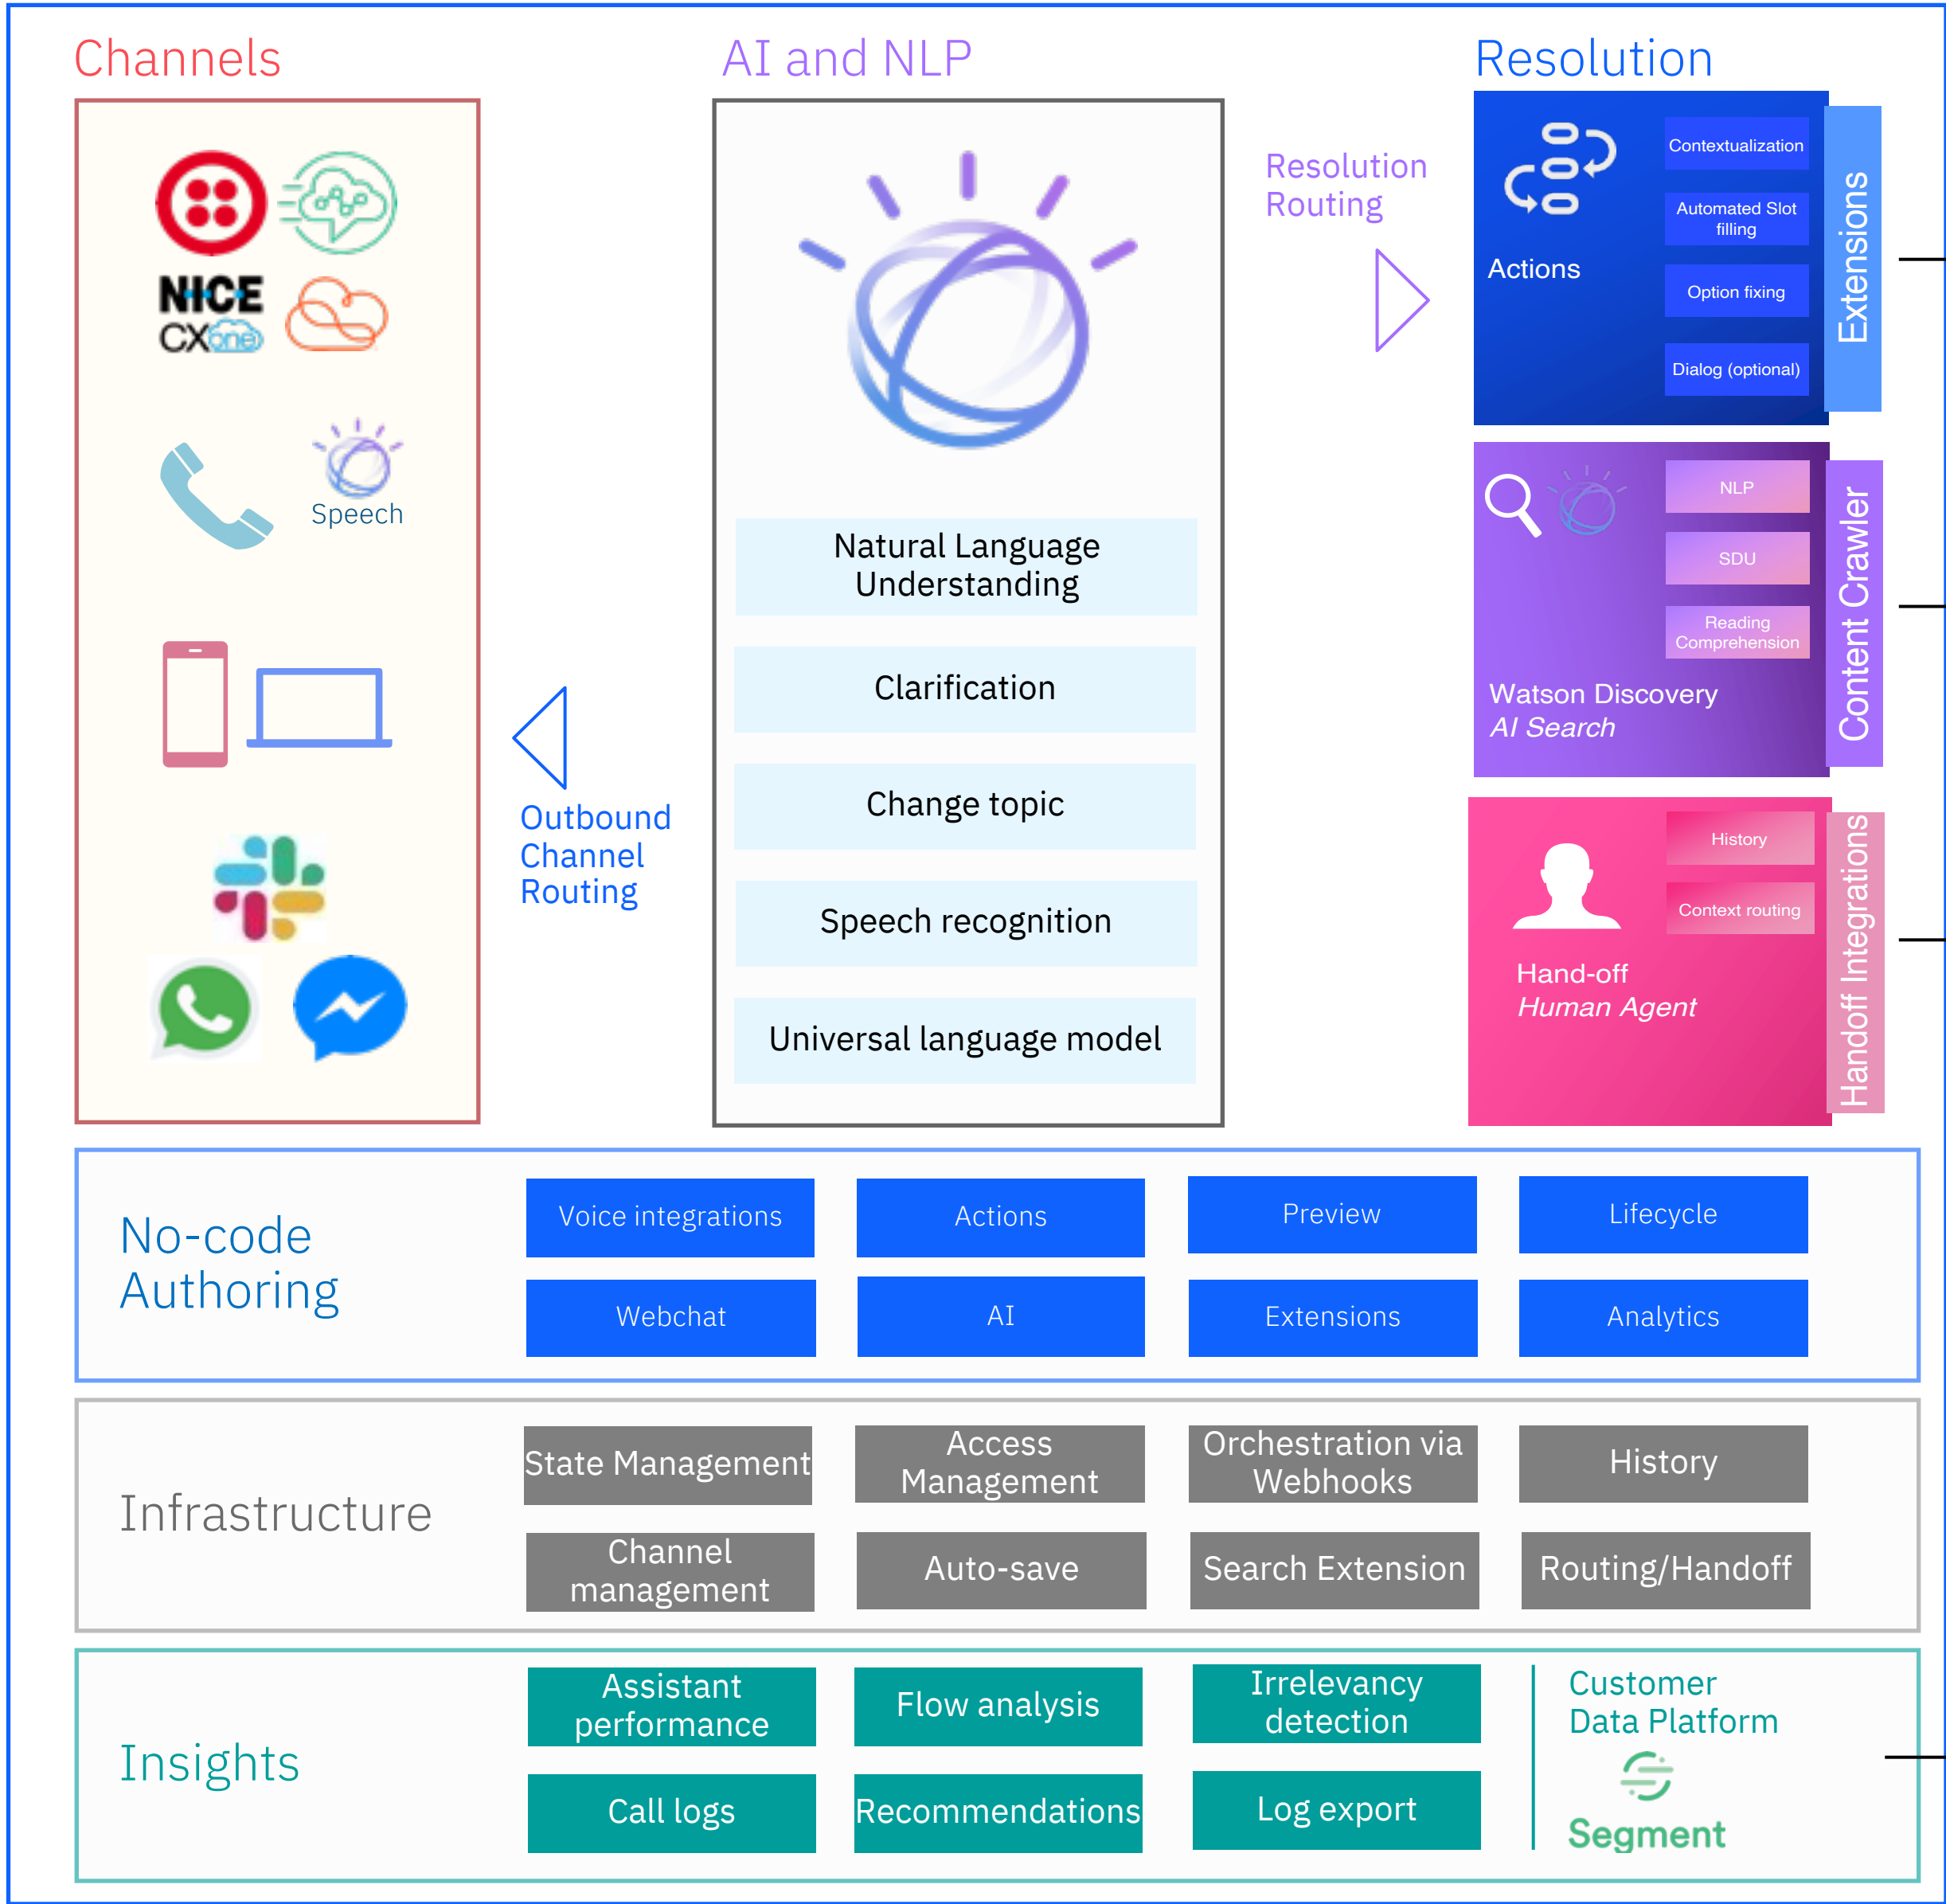 Channels
NICE
CXone
Speech
Outbound
Channel
Routing
AI and NLP
Natural Language
Understanding
Clarification
Change topic
Speech recognition
Universal language model
Resolution
Routing
Resolution
Actions
Contextualization
Automated Slot
filling
Option fixing
Dialog (optional)
Extensions
NLP
SDU
Reading
Comprehension
Watson Discovery
AI Search
Content Crawler
History
Context routing
Hand-off
Human Agent
Handoff Integrations
No-code
Authoring
Voice integrations
Actions
Preview
Lifecycle
Webchat
AI
Extensions
Analytics
Infrastructure
State Management
Access
Management
Orchestration via
Webhooks
History
Channel
management
Auto-save
Search Extension
Routing/Handoff
Insights
Assistant
performance
Flow analysis
Irrelevancy
detection
Call logs
Recommendations
Log export
Customer
Data Platform
Segment